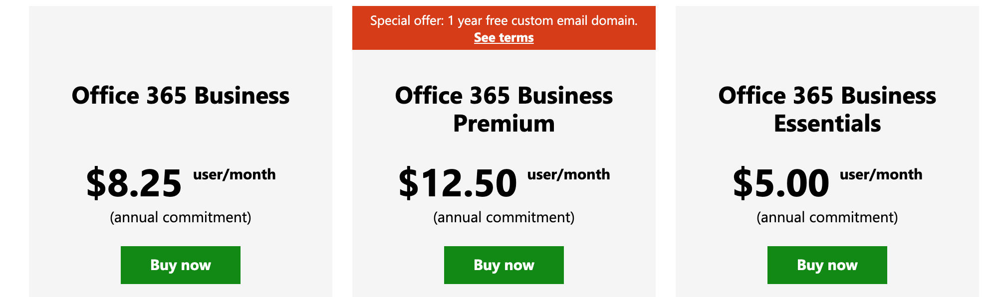 Office 365 Business
$8.25 user/month
(annual commitment)
Buy now
Special offer: 1 year free custom email domain.
See terms
Office 365 Business
Premium
$12.50 user/month
(annual commitment)
Buy now
Office 365 Business
Essentials
$5.00 user/month
(annual commitment)
Buy now